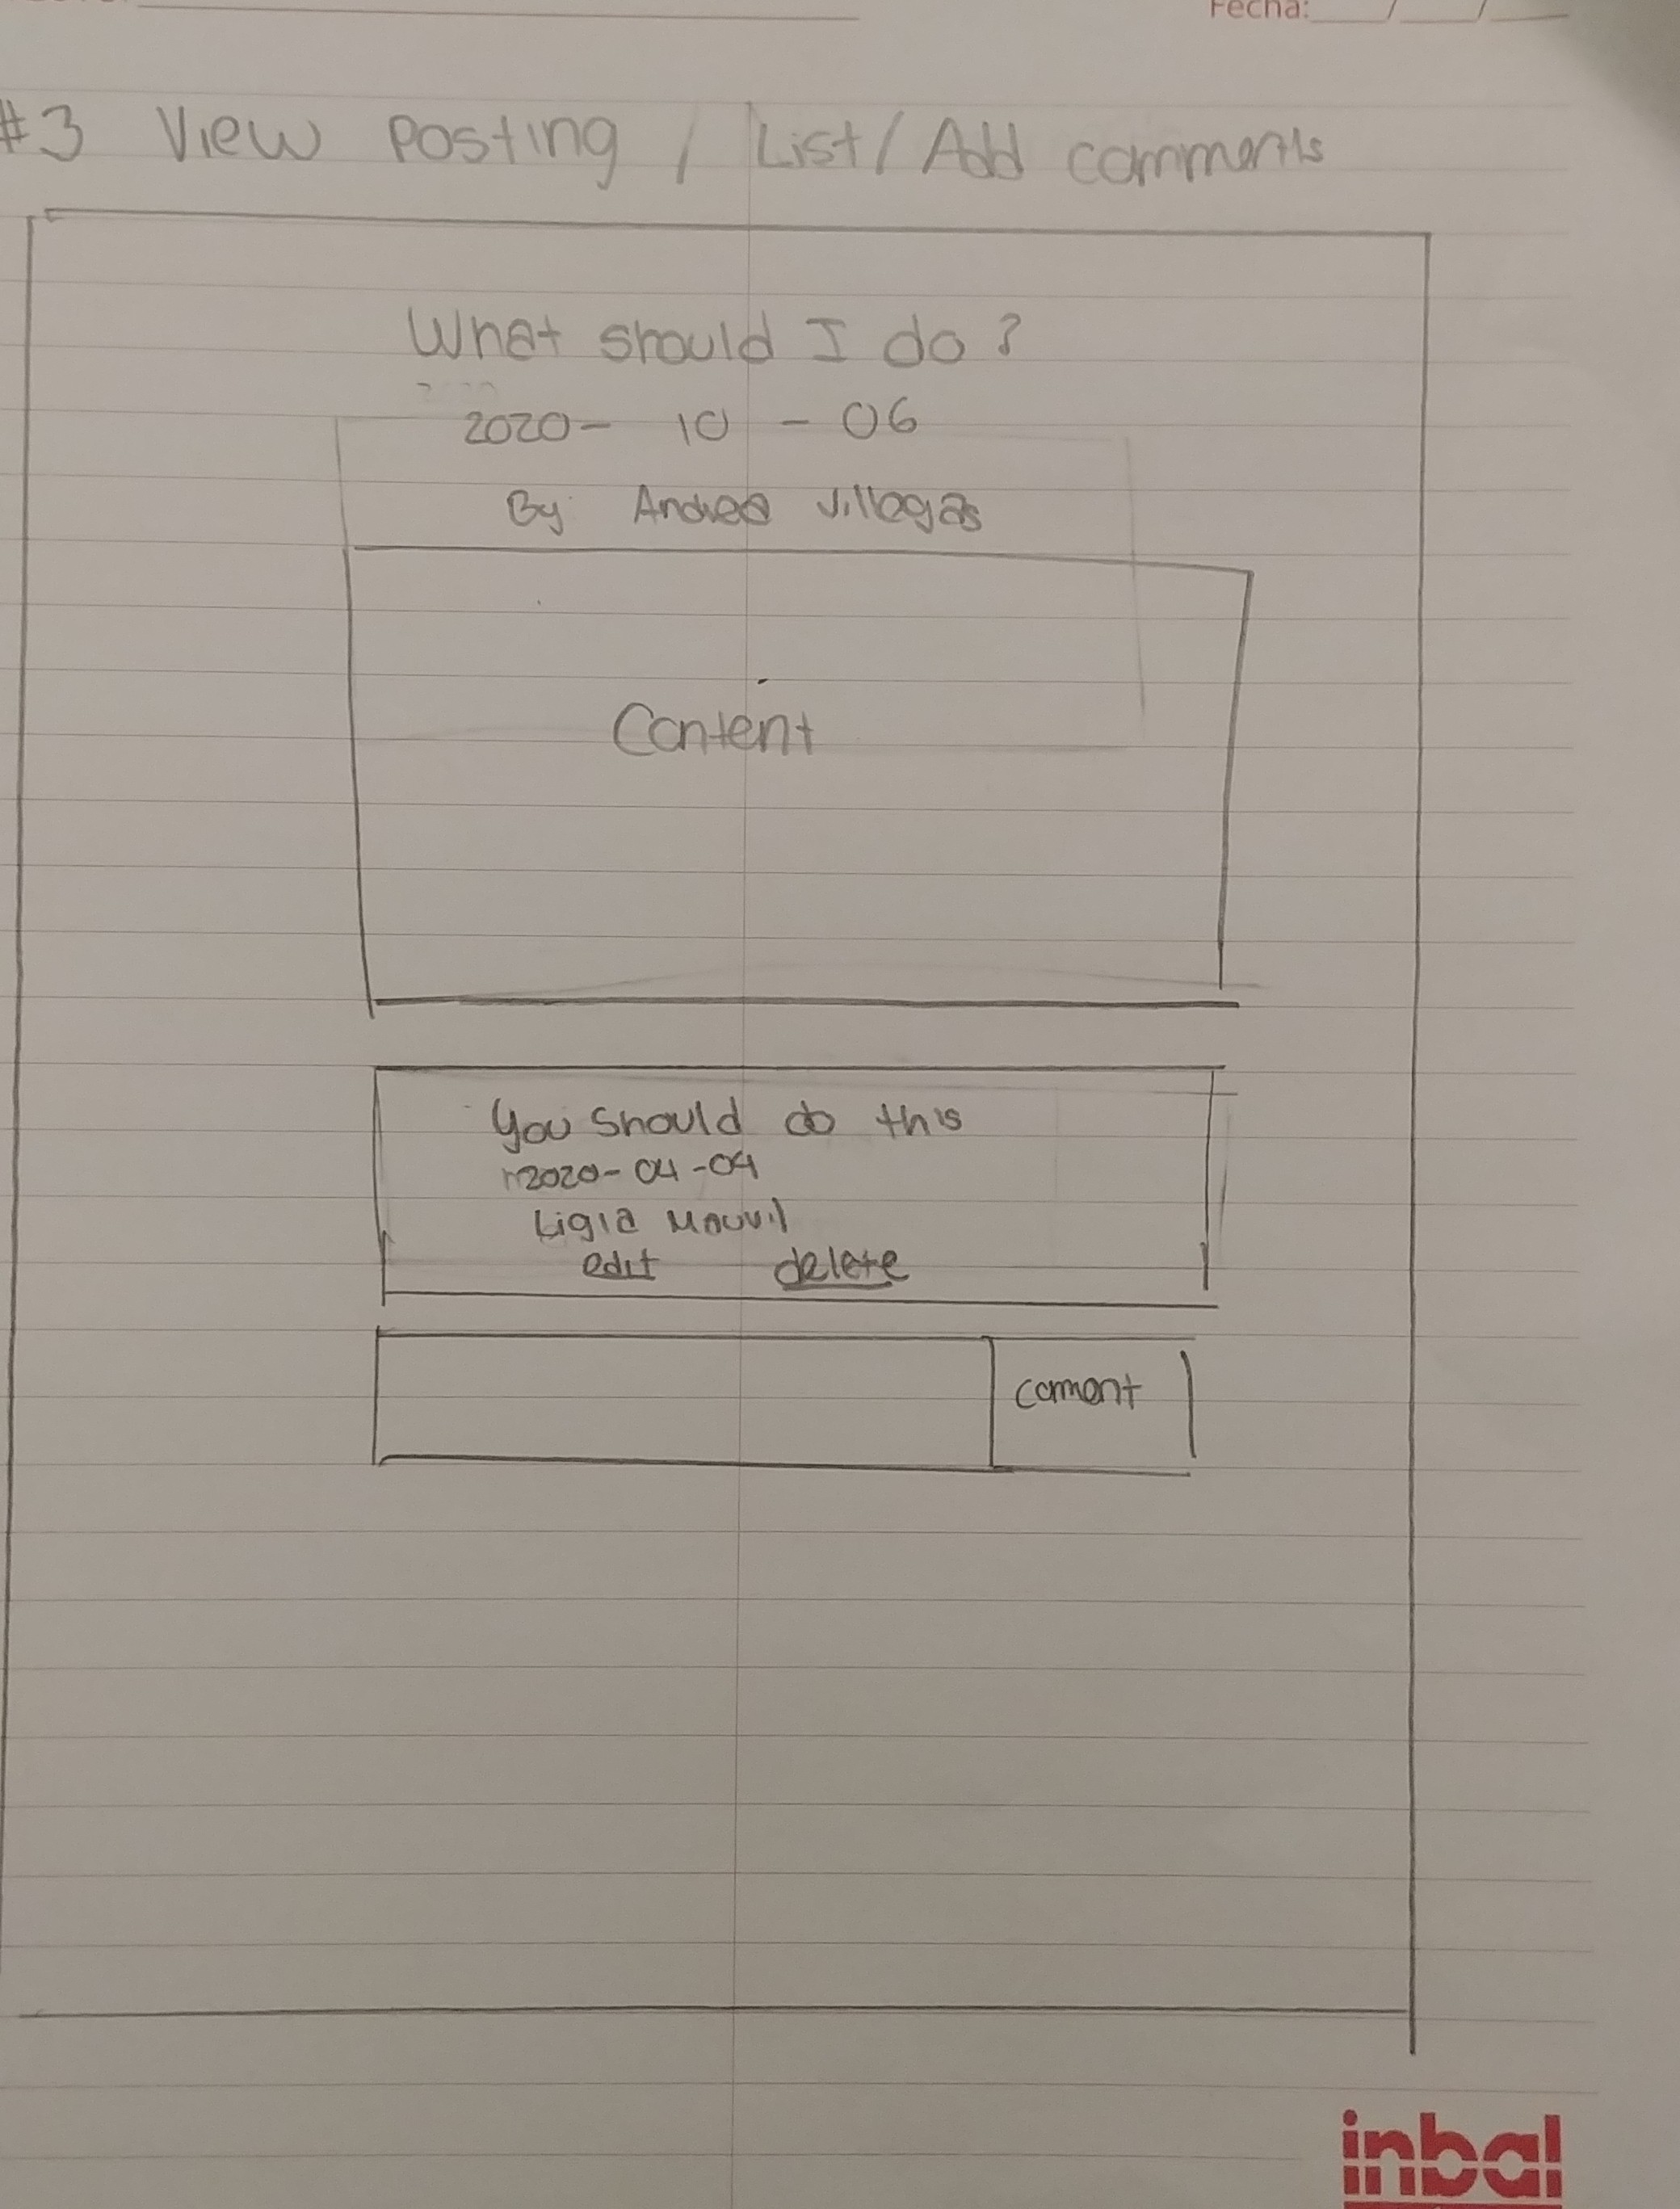 Fecha:
#3 View posting / List / Add comments
What should I do?
2020- 10 - 06
By: Andrea Villegas
Content
You should do this
2020-04-04
Ligia
edit delete
coment
inbal